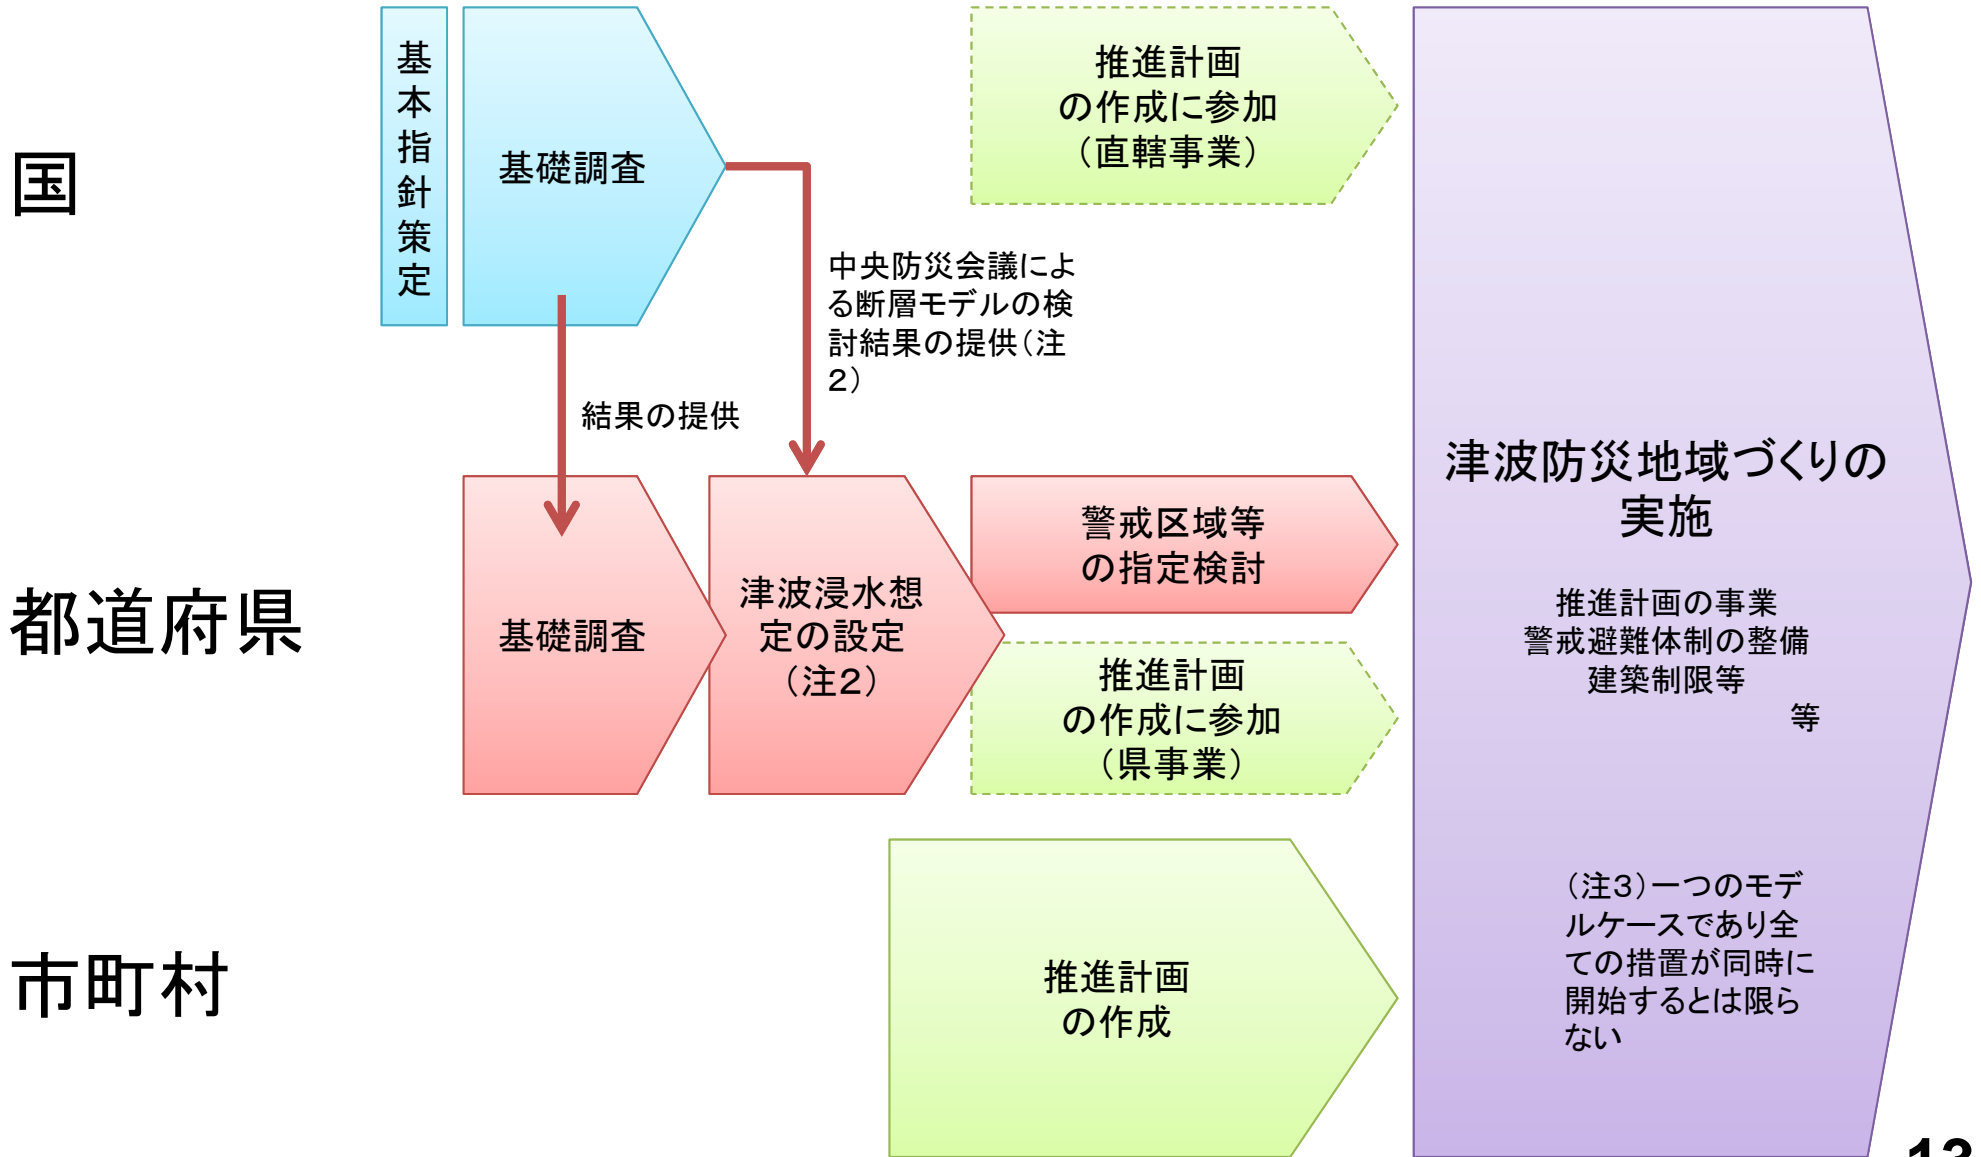 国
基本指針策定
基礎調査
推進計画
の作成に参加
（直轄事業）
中央防災会議によ
る断層モデルの検
討結果の提供（注
２）
結果の提供
都道府県
基礎調査
津波浸水想
定の設定
（注２）
警戒区域等
の指定検討
推進計画
の作成に参加
（県事業）
市町村
推進計画
の作成
津波防災地域づくりの
実施
推進計画の事業
警戒避難体制の整備
建築制限等
等
（注３）一つのモデ
ルケースであり全
ての措置が同時に
開始するとは限ら
ない
13